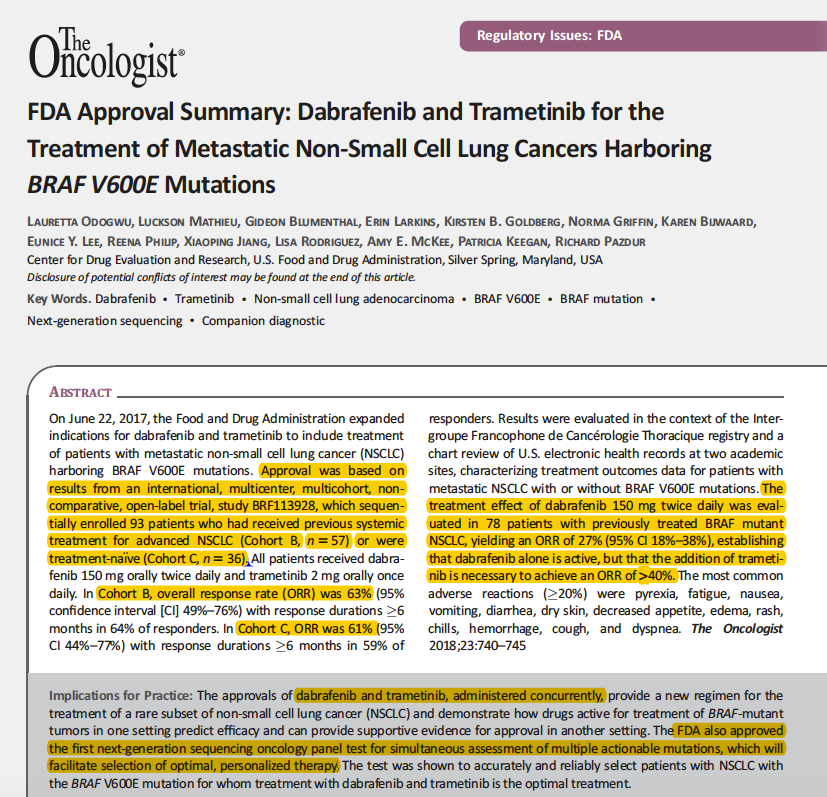 The
Oncologist®
Regulatory Issues: FDA
FDA Approval Summary: Dabrafenib and Trametinib for the
Treatment of Metastatic Non-Small Cell Lung Cancers Harboring
BRAF V600E Mutations
Lauretta Odogwu, Luckson Mathieu, Gideon Blumenthal, Erin Larkins, Kirsten B. Goldberg, Norma Griffin, Karen Bijwaard,
Eunice Y. Lee, Reena Philip, Xiaoping Jiang, Lisa Rodriguez, Amy E. McKee, Patricia Keegan, Richard Pazdur
Center for Drug Evaluation and Research, U.S. Food and Drug Administration, Silver Spring, Maryland, USA
Disclosure of potential conflicts of interest may be found at the end of this article.
Key Words. Dabrafenib • Trametinib • Non-small cell lung adenocarcinoma • BRAF V600E • BRAF mutation •
Next-generation sequencing • Companion diagnostic
Abstract
On June 22, 2017, the Food and Drug Administration expanded
indications for dabrafenib and trametinib to include treatment
of patients with metastatic non-small cell lung cancer (NSCLC)
harboring BRAF V600E mutations. Approval was based on
results from an international, multicenter, multicohort, non-
comparative, open-label trial, study BRF113928, which sequen-
tially enrolled 93 patients who had received previous systemic
treatment for advanced NSCLC (Cohort B, n = 57) or were
treatment-naïve (Cohort C, n = 36). All patients received dabra-
fenib 150 mg orally twice daily and trametinib 2 mg orally once
daily. In Cohort B, overall response rate (ORR) was 63% (95%
confidence interval [CI] 49%–76%) with response durations ≥6
months in 64% of responders. In Cohort C, ORR was 61% (95%
CI 44%–77%) with response durations ≥6 months in 59% of
responders. Results were evaluated in the context of the Inter-
groupe Francophone de Cancérologie Thoracique registry and a
chart review of U.S. electronic health records at two academic
sites, characterizing treatment outcomes data for patients with
metastatic NSCLC with or without BRAF V600E mutations. The
treatment effect of dabrafenib 150 mg twice daily was eval-
uated in 78 patients with previously treated BRAF mutant
NSCLC, yielding an ORR of 27% (95% CI 18%–38%), establishing
that dabrafenib alone is active, but that the addition of trameti-
nib is necessary to achieve an ORR of >40%. The most common
adverse reactions (≥20%) were pyrexia, fatigue, nausea,
vomiting, diarrhea, dry skin, decreased appetite, edema, rash,
chills, hemorrhage, cough, and dyspnea. The Oncologist
2018;23:740–745
Implications for Practice: The approvals of dabrafenib and trametinib, administered concurrently, provide a new regimen for the
treatment of a rare subset of non-small cell lung cancer (NSCLC) and demonstrate how drugs active for treatment of BRAF-mutant
tumors in one setting predict efficacy and can provide supportive evidence for approval in another setting. The FDA also approved
the first next-generation sequencing oncology panel test for simultaneous assessment of multiple actionable mutations, which will
facilitate selection of optimal, personalized therapy. The test was shown to accurately and reliably select patients with NSCLC with
the BRAF V600E mutation for whom treatment with dabrafenib and trametinib is the optimal treatment.